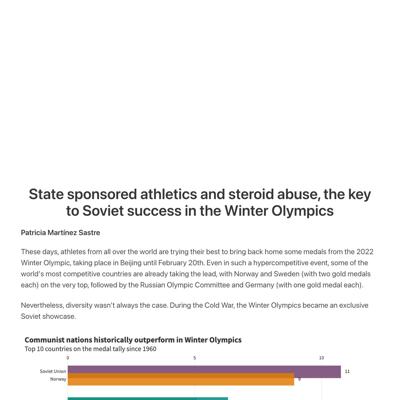 State sponsored athletics and steroid abuse, the key
to Soviet success in the Winter Olympics
Patricia Martínez Sastre
These days, athletes from all over the world are trying their best to bring back home some medals from the 2022
Winter Olympic, taking place in Beijing until February 20th. Even in such a hypercompetitive event, some of the
world's most competitive countries are already taking the lead, with Norway and Sweden (with two gold medals
each) on the very top, followed by the Russian Olympic Committee and Germany (with one gold medal each).
Nevertheless, diversity wasn't always the case. During the Cold War, the Winter Olympics became an exclusive
Soviet showcase.
Communist nations historically outperform in Winter Olympics
Top 10 countries on the medal tally since 1960
0 5 10
Soviet Union 11
Norway 9